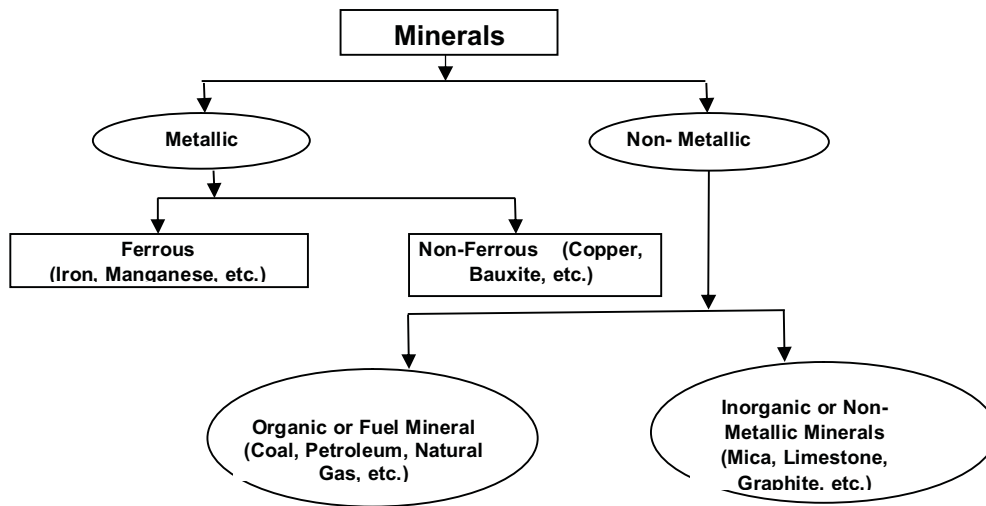 Minerals
Metallic
Non- Metallic
Ferrous
(Iron, Manganese, etc.)
Non-Ferrous (Copper,
Bauxite, etc.)
Organic or Fuel Mineral
(Coal, Petroleum, Natural
Gas, etc.)
Inorganic or Non-
Metallic Minerals
(Mica, Limestone,
Graphite, etc.)